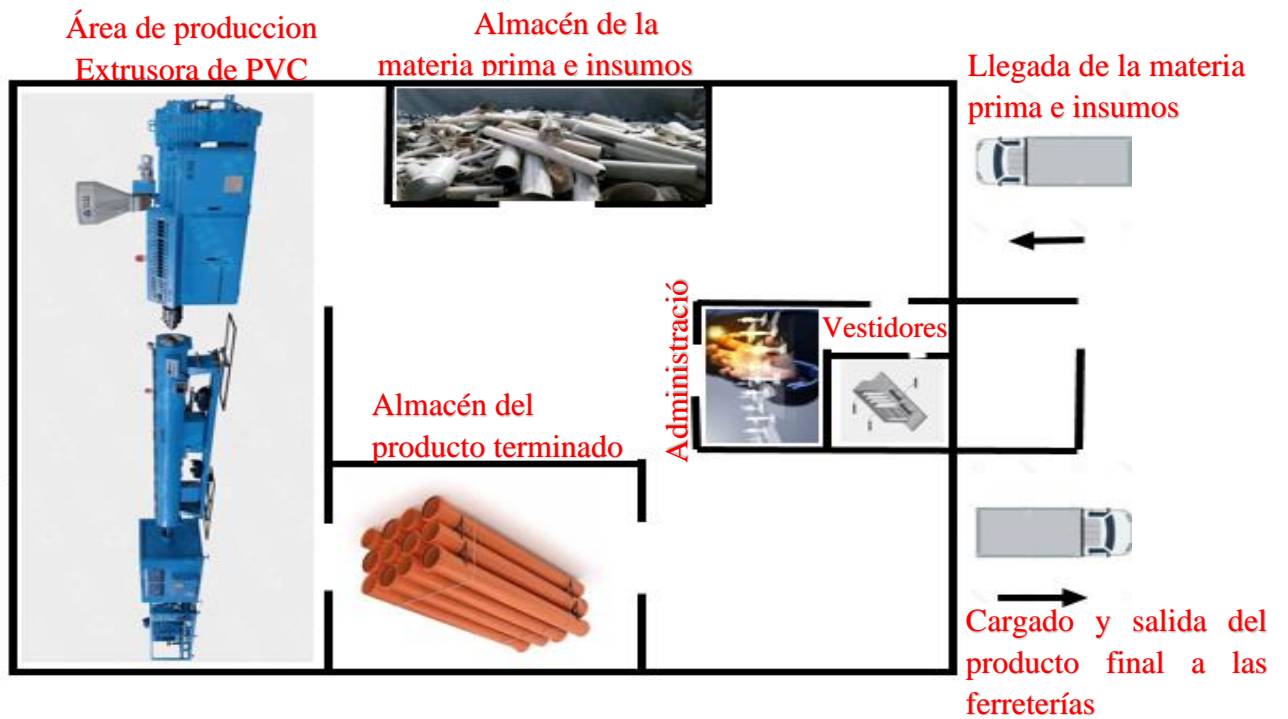 Área de produccion
Extrusora de PVC
Almacén de la
materia prima e insumos
Llegada de la materia
prima e insumos
Administració
Vestidores
Almacén del
producto terminado
Cargado y salida del
producto final a las
ferreterías